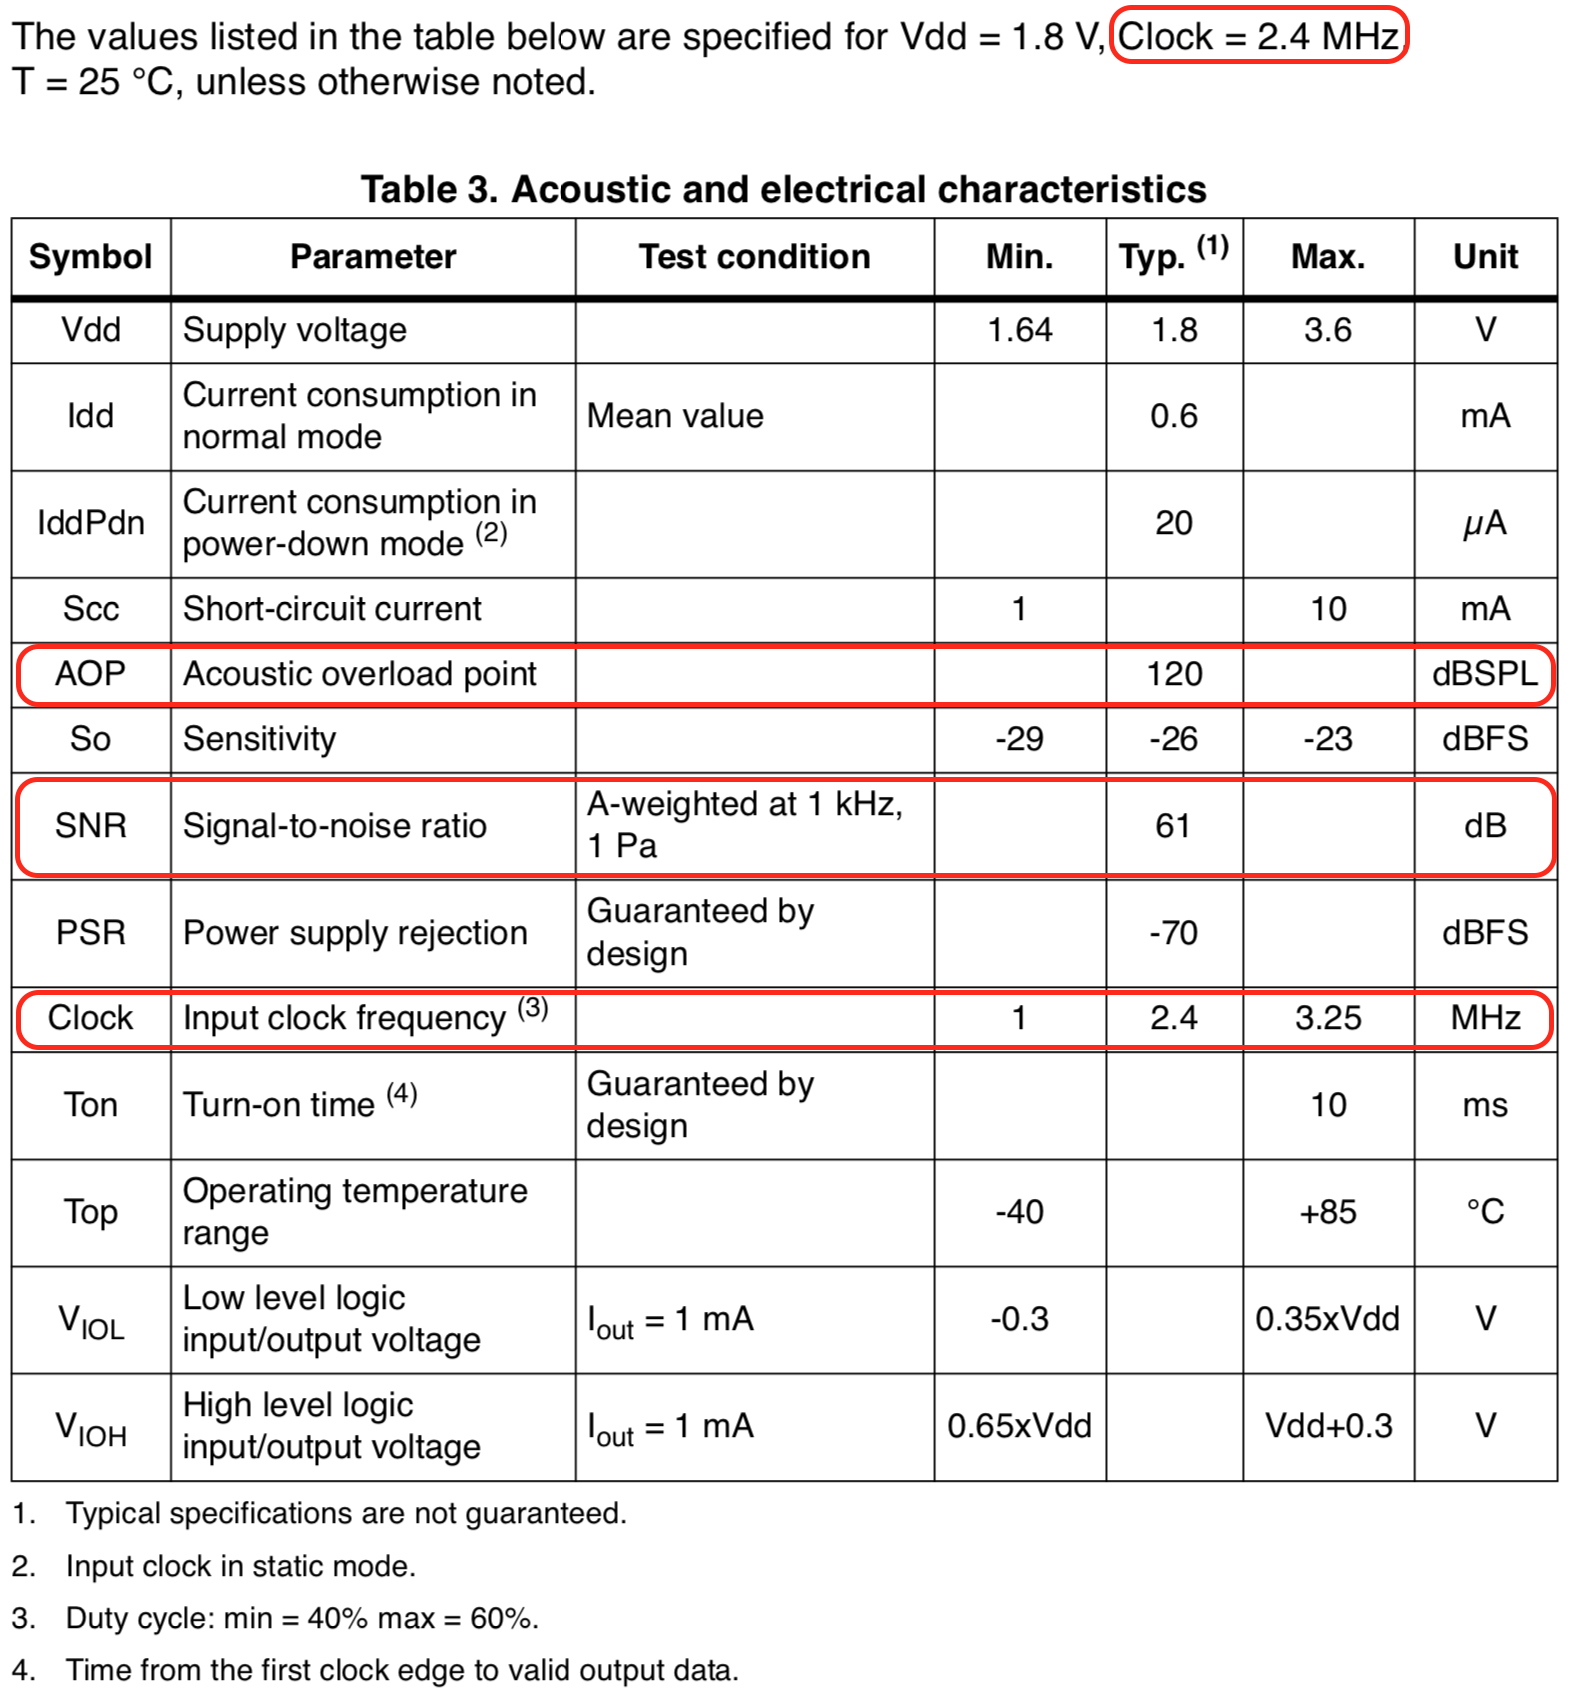 The values listed in the table below are specified for Vdd = 1.8 V, Clock = 2.4 MHz,
T = 25 °C, unless otherwise noted.
Table 3. Acoustic and electrical characteristics
Symbol Parameter Test condition Min. Typ. (1) Max. Unit
Vdd Supply voltage 1.64 1.8 3.6 V
Idd Current consumption in normal mode Mean value 0.6 mA
IddPdn Current consumption in power-down mode (2) 20 µA
Scc Short-circuit current 1 10 mA
AOP Acoustic overload point 120 dBSPL
So Sensitivity -29 -26 -23 dBFS
SNR Signal-to-noise ratio A-weighted at 1 kHz, 1 Pa 61 dB
PSR Power supply rejection Guaranteed by design -70 dBFS
Clock Input clock frequency (3) 1 2.4 3.25 MHz
Ton Turn-on time (4) Guaranteed by design 10 ms
Top Operating temperature range -40 +85 °C
VIOL Low level logic input/output voltage Iout = 1 mA -0.3 0.35xVdd V
VIOH High level logic input/output voltage Iout = 1 mA 0.65xVdd Vdd+0.3 V
1. Typical specifications are not guaranteed.
2. Input clock in static mode.
3. Duty cycle: min = 40% max = 60%.
4. Time from the first clock edge to valid output data.